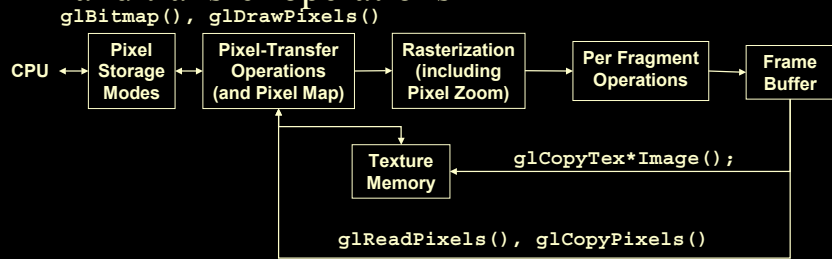 glBitmap(), glDrawPixels()
CPU
Pixel
Storage
Modes
Pixel-Transfer
Operations
(and Pixel Map)
Rasterization
(including
Pixel Zoom)
Per Fragment
Operations
Frame
Buffer
Texture
Memory
glCopyTex*Image();
glReadPixels(), glCopyPixels()